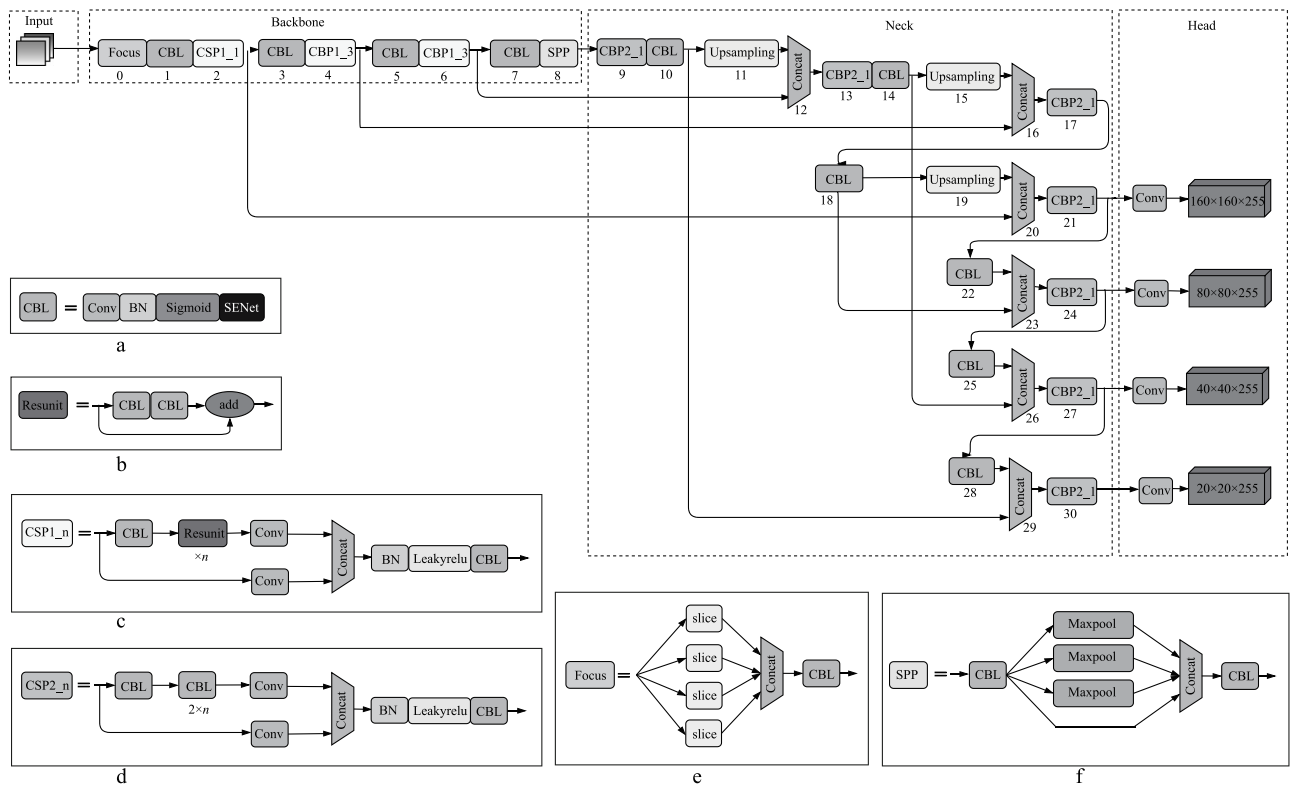 Input
Backbone
Neck
Head
Focus CBL CSP1_1 CBL CBP1_3 CBL CBP1_3 CBL SPP CBP2_1 CBL Upsampling Concat
0 1 2 3 4 5 6 7 8 9 10 11 12
CBP2_1 CBL Upsampling Concat CBP2_1
13 14 15 16 17
CBL Upsampling Concat CBP2_1 Conv 160×160×255
18 19 20 21
CBL Concat CBP2_1 Conv 80×80×255
22 23 24
CBL Concat CBP2_1 Conv 40×40×255
25 26 27
CBL Concat CBP2_1 Conv 20×20×255
28 29 30
CBL = Conv BN Sigmoid SENet
a
Resunit = CBL CBL add
b
CSP1_n = CBL Resunit Conv Concat BN Leakyrelu CBL
×n
Conv
c
CSP2_n = CBL CBL Conv Concat BN Leakyrelu CBL
2×n
Conv
d
Focus = slice slice slice slice Concat CBL
e
SPP = CBL Maxpool Maxpool Maxpool Concat CBL
f